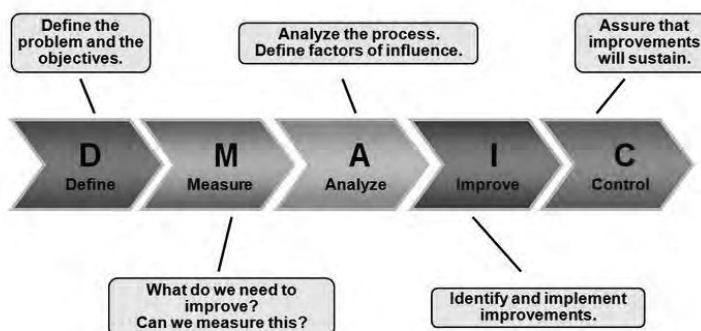 Define the
problem and the
objectives.
Analyze the process.
Define factors of influence.
Assure that
improvements
will sustain.
D
Define
M
Measure
A
Analyze
I
Improve
C
Control
What do we need to
improve?
Can we measure this?
Identify and implement
improvements.